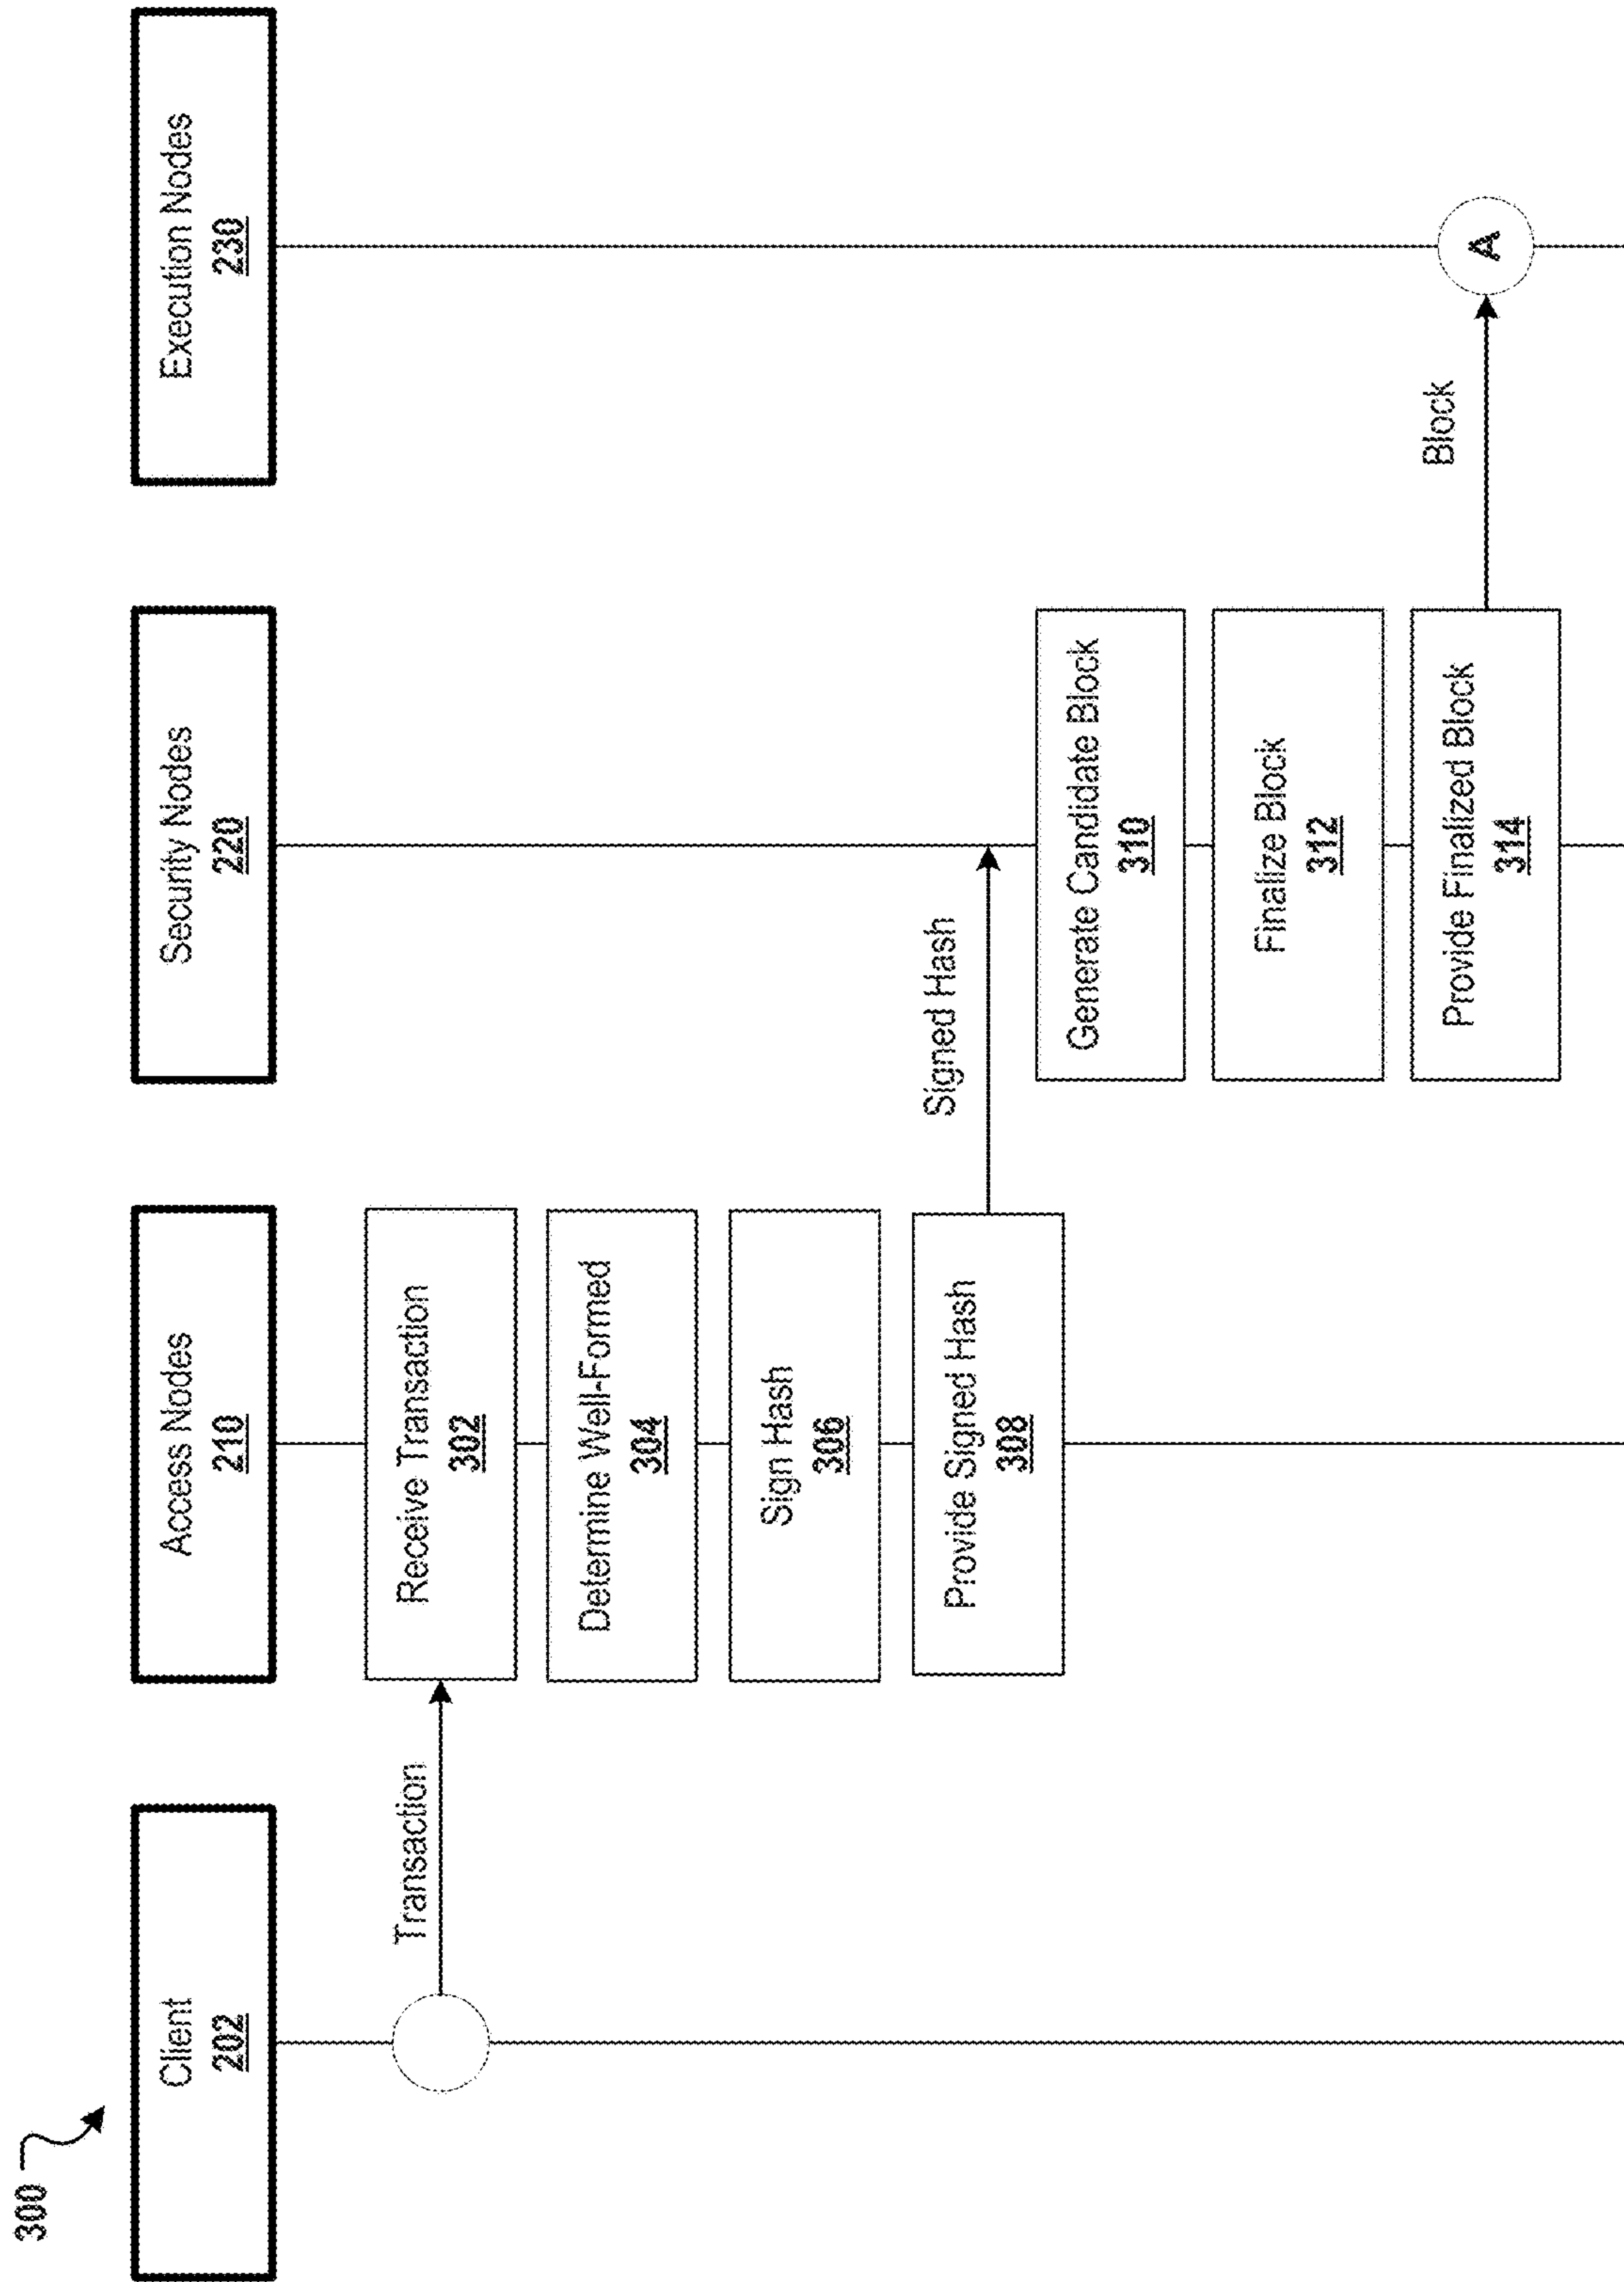 300
Client
202
Access Nodes
210
Security Nodes
220
Execution Nodes
230
Transaction
Receive Transaction
302
Determine Well-Formed
304
Sign Hash
306
Provide Signed Hash
308
Signed Hash
Generate Candidate Block
310
Finalize Block
312
Provide Finalized Block
314
Block
A